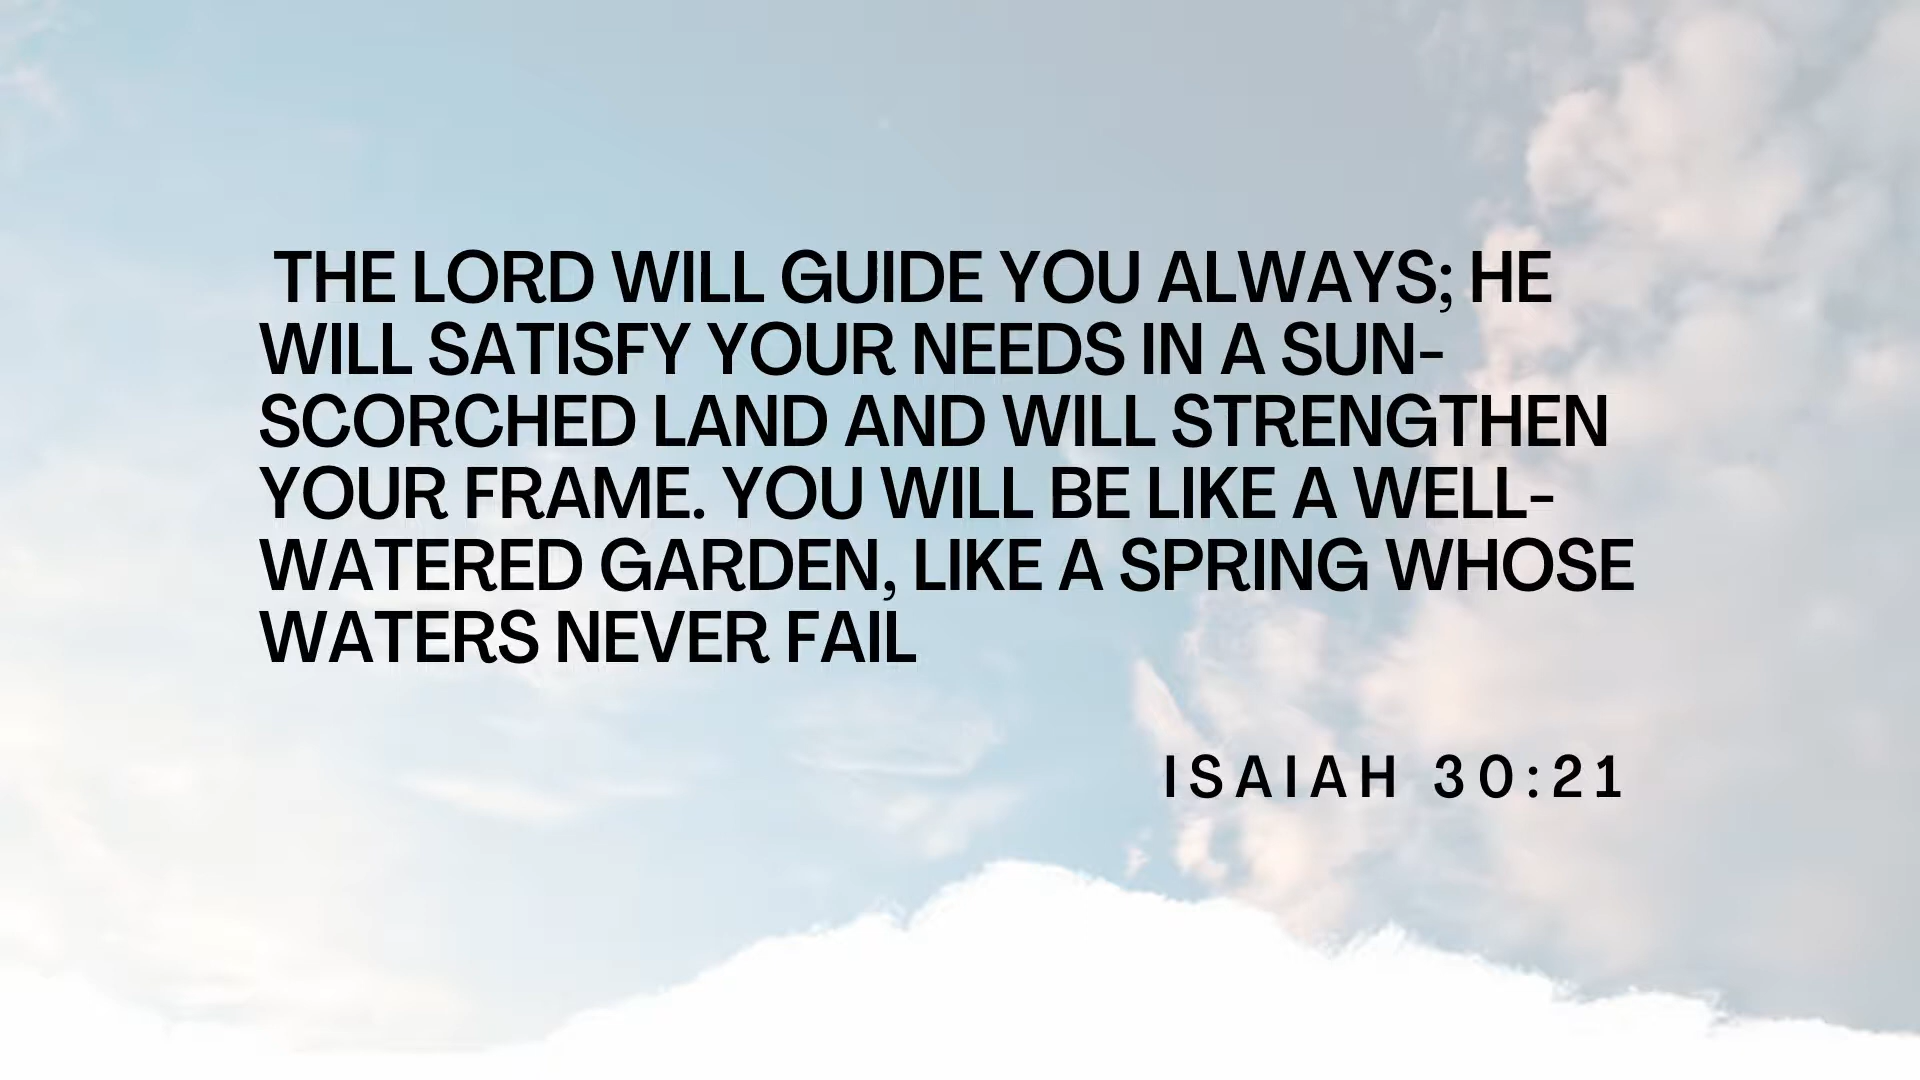 THE LORD WILL GUIDE YOU ALWAYS; HE
WILL SATISFY YOUR NEEDS IN A SUN-
SCORCHED LAND AND WILL STRENGTHEN
YOUR FRAME. YOU WILL BE LIKE A WELL-
WATERED GARDEN, LIKE A SPRING WHOSE
WATERS NEVER FAIL
ISAIAH 30:21